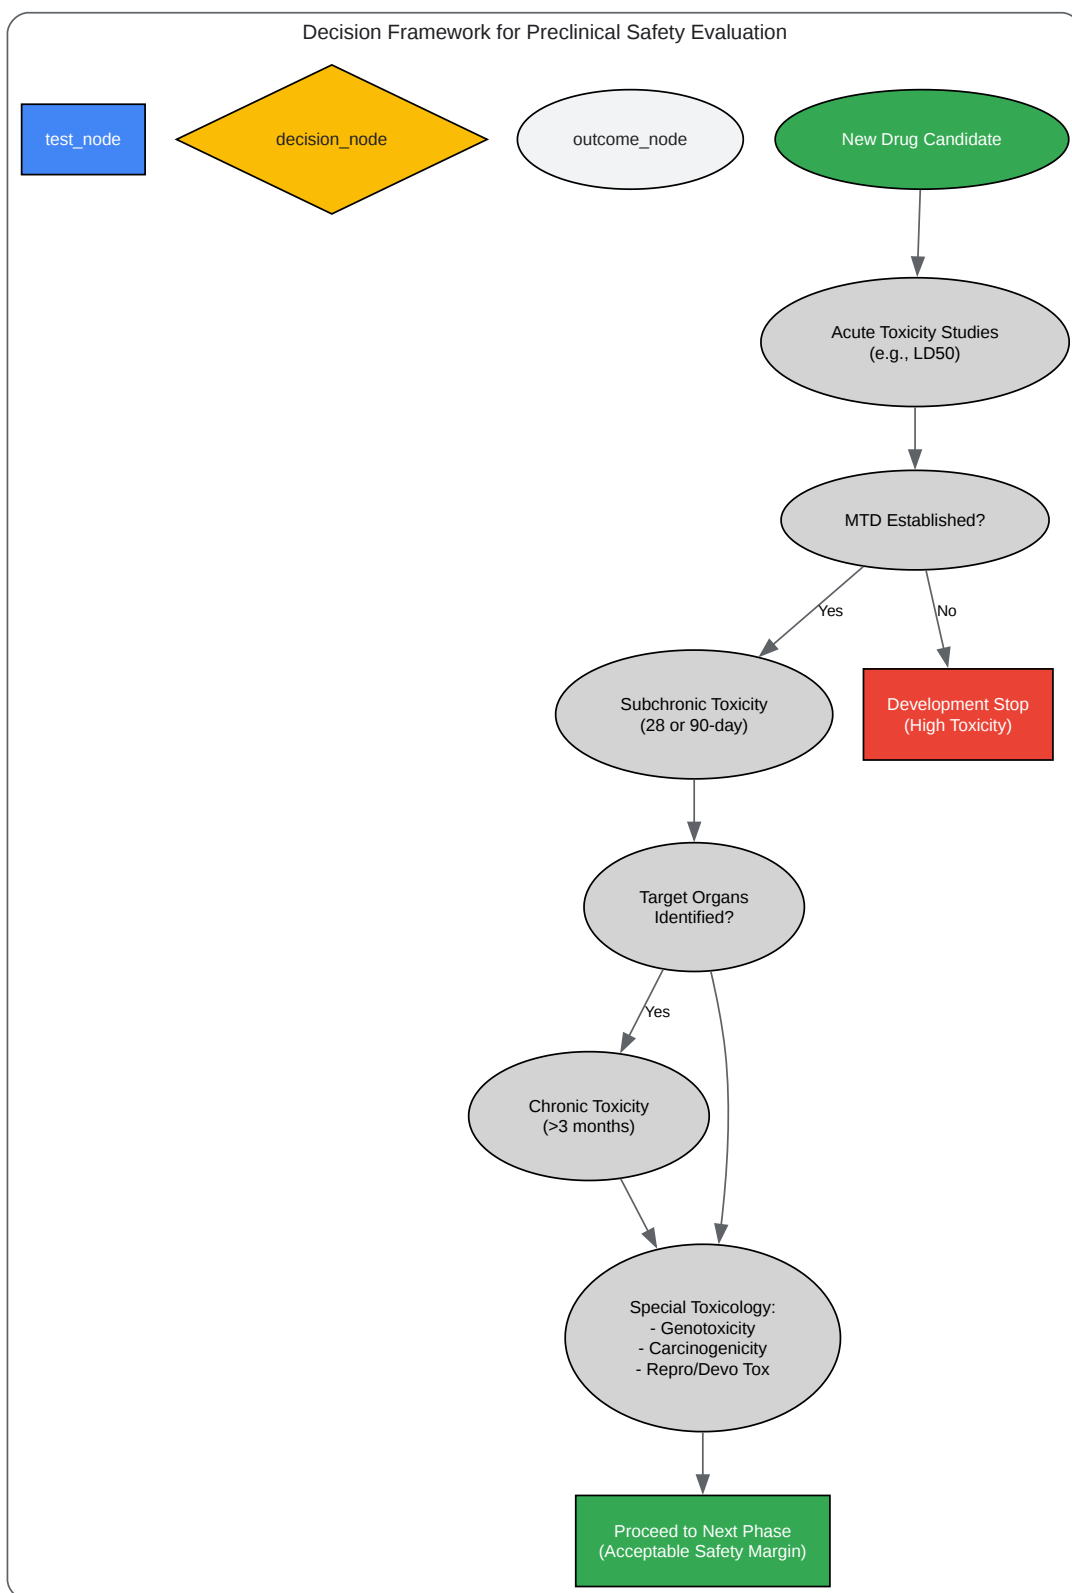 Decision Framework for Preclinical Safety Evaluation
test_node
decision_node
outcome_node
New Drug Candidate
Acute Toxicity Studies
(e.g., LD50)
MTD Established?
Yes
No
Subchronic Toxicity
(28 or 90-day)
Development Stop
(High Toxicity)
Target Organs
Identified?
Yes
Chronic Toxicity
(>3 months)
Special Toxicology:
- Genotoxicity
- Carcinogenicity
- Repro/Devo Tox
Proceed to Next Phase
(Acceptable Safety Margin)